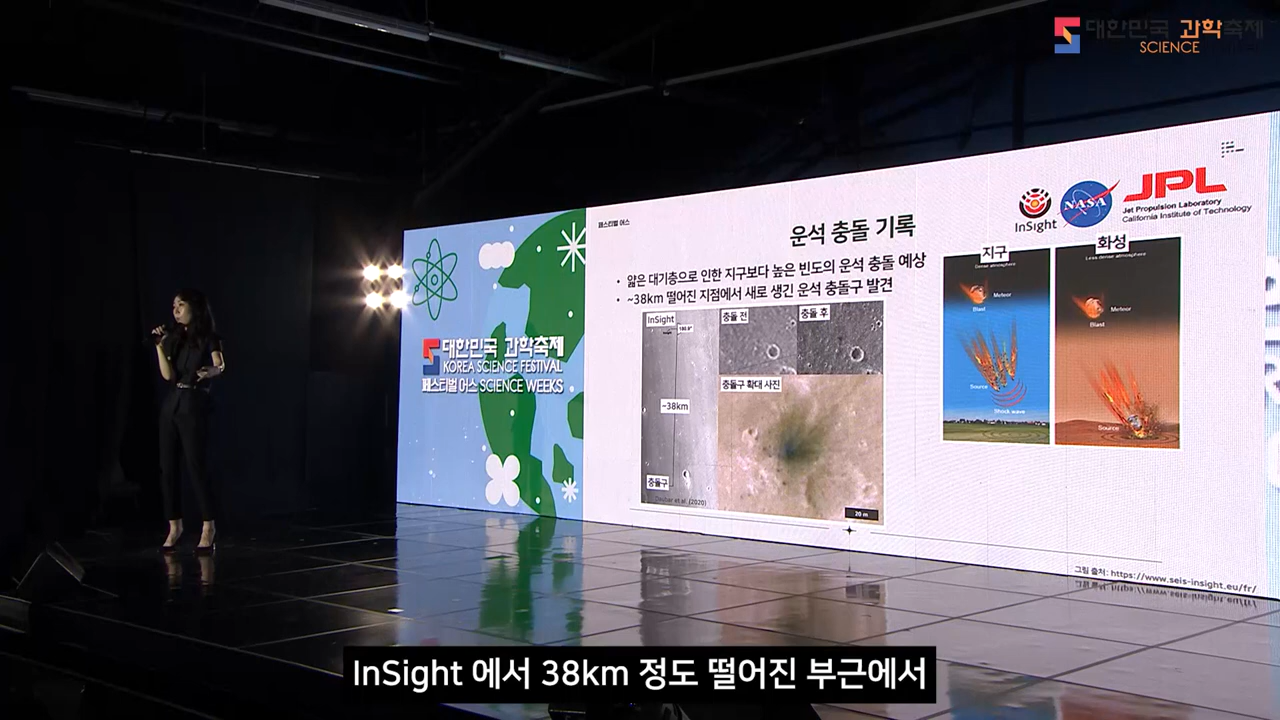 대한민국 과학축제
SCIENCE
InSight
NASA
JPL
Jet Propulsion Laboratory
California Institute of Technology
페스티벌 어스
운석 충돌 기록
• 얇은 대기층으로 인한 지구보다 높은 빈도의 운석 충돌 예상
• ~38km 떨어진 지점에서 새로 생긴 운석 충돌구 발견
대한민국 과학축제
KOREA SCIENCE FESTIVAL
페스티벌 어스 SCIENCE WEEKS
InSight
~38km
충돌구
충돌 전
충돌 후
충돌구 확대 사진
20 m
지구
Dense atmosphere
Meteor
Blast
Source
Shock wave
화성
Less dense atmosphere
Meteor
Blast
Source
그림 출처: https://www.seis-insight.eu/fr/
InSight 에서 38km 정도 떨어진 부근에서